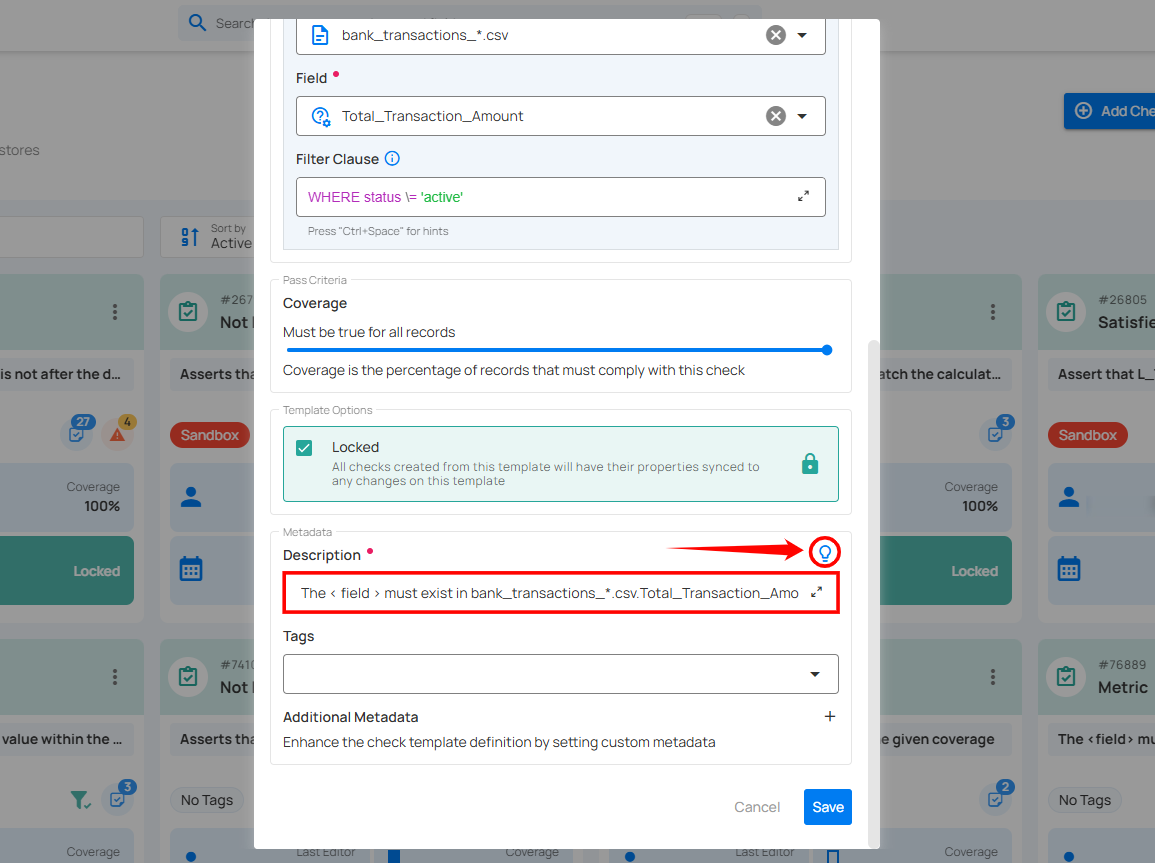 Search
bank_transactions_*.csv
Field
Total_Transaction_Amount
Add Che
stores
Filter Clause
WHERE status \= 'active'
Press "Ctrl+Space" for hints
Sort by
Active
Pass Criteria
Coverage
Must be true for all records
Coverage is the percentage of records that must comply with this check
#267
Not
#26805
Satisfie
is not after the d...
Asserts tha
atch the calculat...
Assert that L_
27
4
Sandbox
3
Sandbox
Template Options
Locked
All checks created from this template will have their properties synced to
any changes on this template
Coverage
100%
Coverage
100%
Locked
Locked
Metadata
Description
The < field > must exist in bank_transactions_*.csv.Total_Transaction_Amo
Tags
#7410
Not
#76889
Metric
Additional Metadata
Enhance the check template definition by setting custom metadata
value within the ...
Asserts tha
e given coverage
The <field> mu
3
No Tags
2
No Tags
Cancel
Save
Coverage
Last Editor
Coverage
Last Editor
Coverage